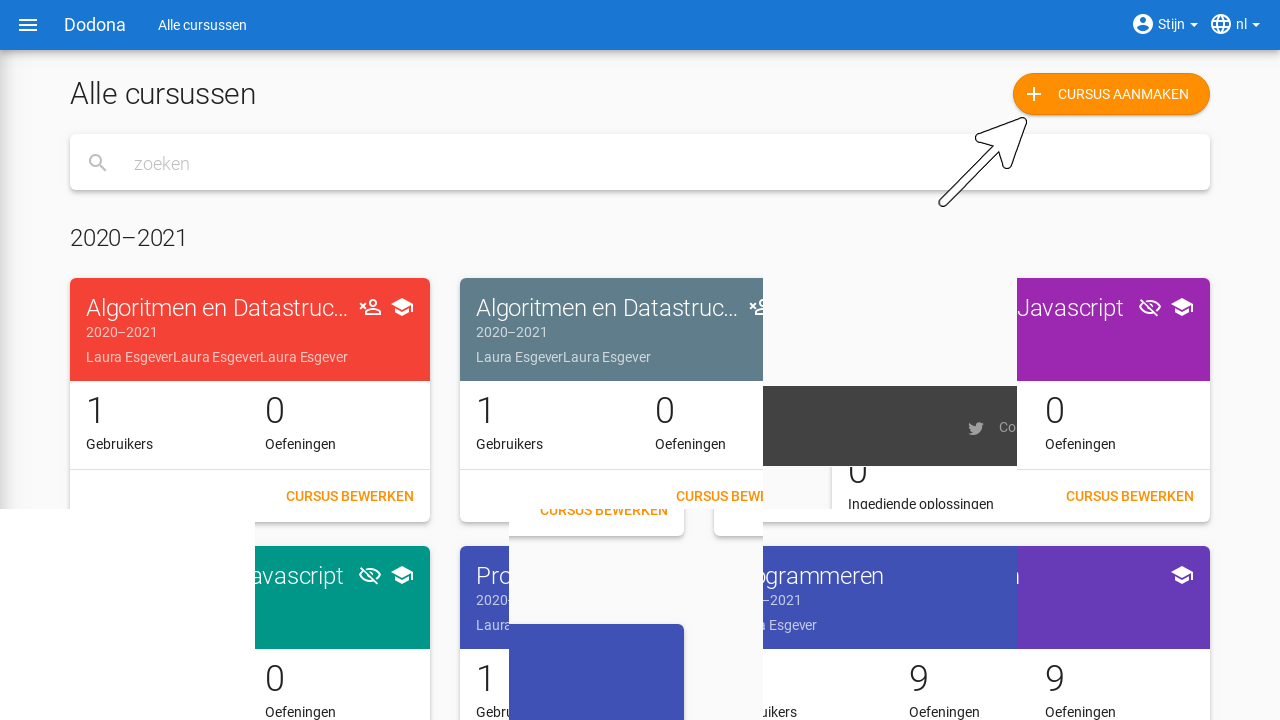 Dodona Alle cursussen Stijn nl
Alle cursussen
CURSUS AANMAKEN
zoeken
2020–2021
Algoritmen en Datastruc...
2020–2021
Laura EsgeverLaura EsgeverLaura Esgever
1 0
Gebruikers Oefeningen
CURSUS BEWERKEN
Algoritmen en Datastruc...
2020–2021
Laura EsgeverLaura Esgever
1 0
Gebruikers Oefeningen
CURSUS BEWE
CURSUS BEWERKEN
Co
0
Ingediende oplossingen
Javascript
0
Oefeningen
CURSUS BEWERKEN
avascript
0
Oefeningen
Pro
2020-
Laura
1
Gebru
ogrammeren
–2021
a Esgever
9
uikers Oefeningen
9
Oefeningen